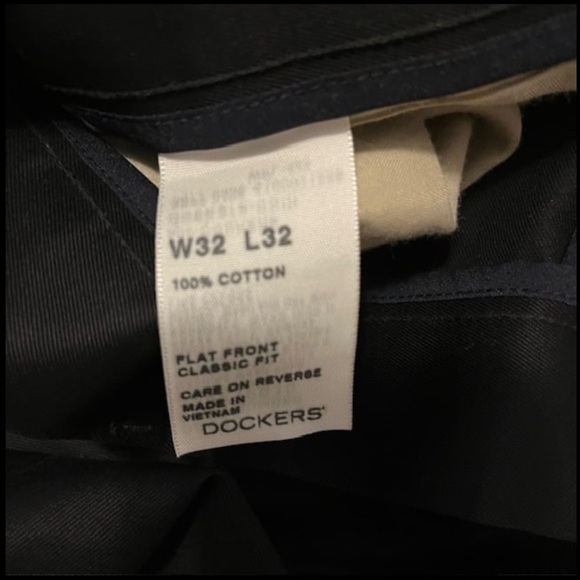 W32 L32
100% COTTON
FLAT FRONT
CLASSIC FIT
CARE ON REVERSE
MADE IN
VIETNAM
DOCKERS